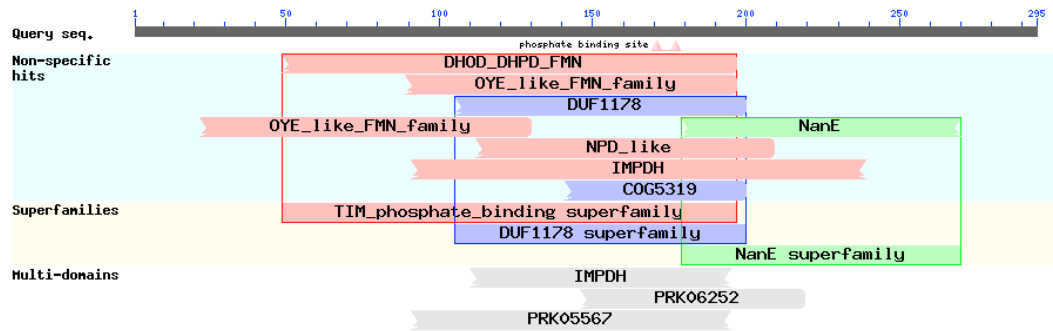 1 50 100 150 200 250 295
Query seq.
phosphate binding site
Non-specific
hits
DHOD_DHPD_FMN
OYE_like_FMN_family
DUF1178
OYE_like_FMN_family NanE
NPD_like
IMPDH
COG5319
Superfamilies TIM_phosphate_binding superfamily
DUF1178 superfamily
NanE superfamily
Multi-domains IMPDH
PRK06252
PRK05567